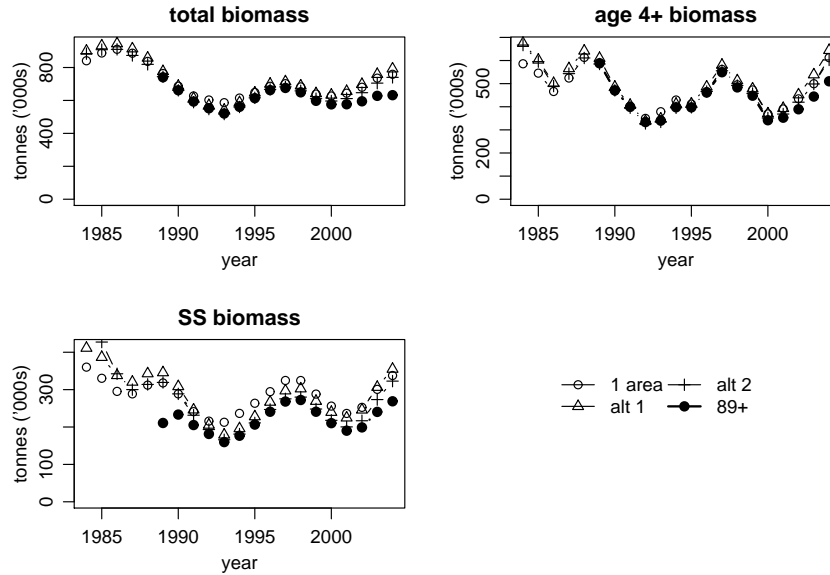 total biomass
tonnes ('000s)
0 400 800
1985 1990 1995 2000
year
age 4+ biomass
tonnes ('000s)
0 200 500
1985 1990 1995 2000
year
SS biomass
tonnes ('000s)
0 100 300
1985 1990 1995 2000
year
1 area alt 2
alt 1 89+